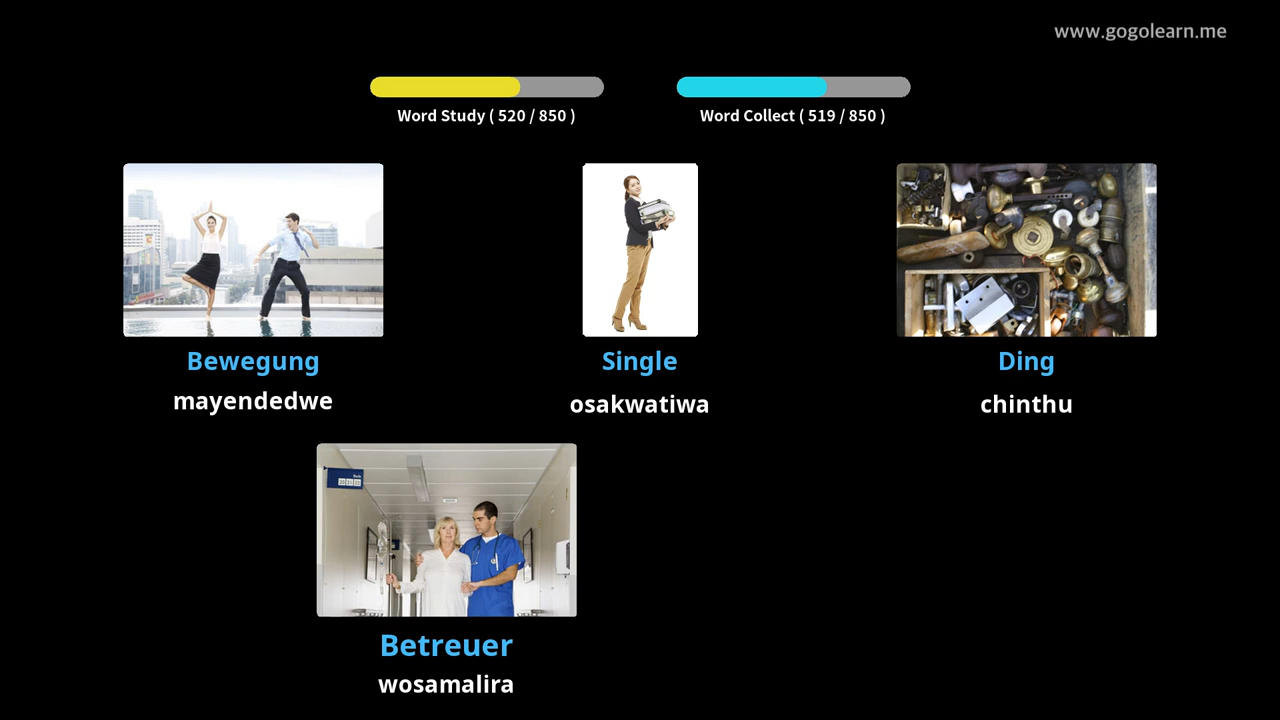 www.gogolearn.me
Word Study ( 520 / 850 )
Word Collect ( 519 / 850 )
Bewegung
mayendedwe
Single
osakwatiwa
Ding
chinthu
Betreuer
wosamalira